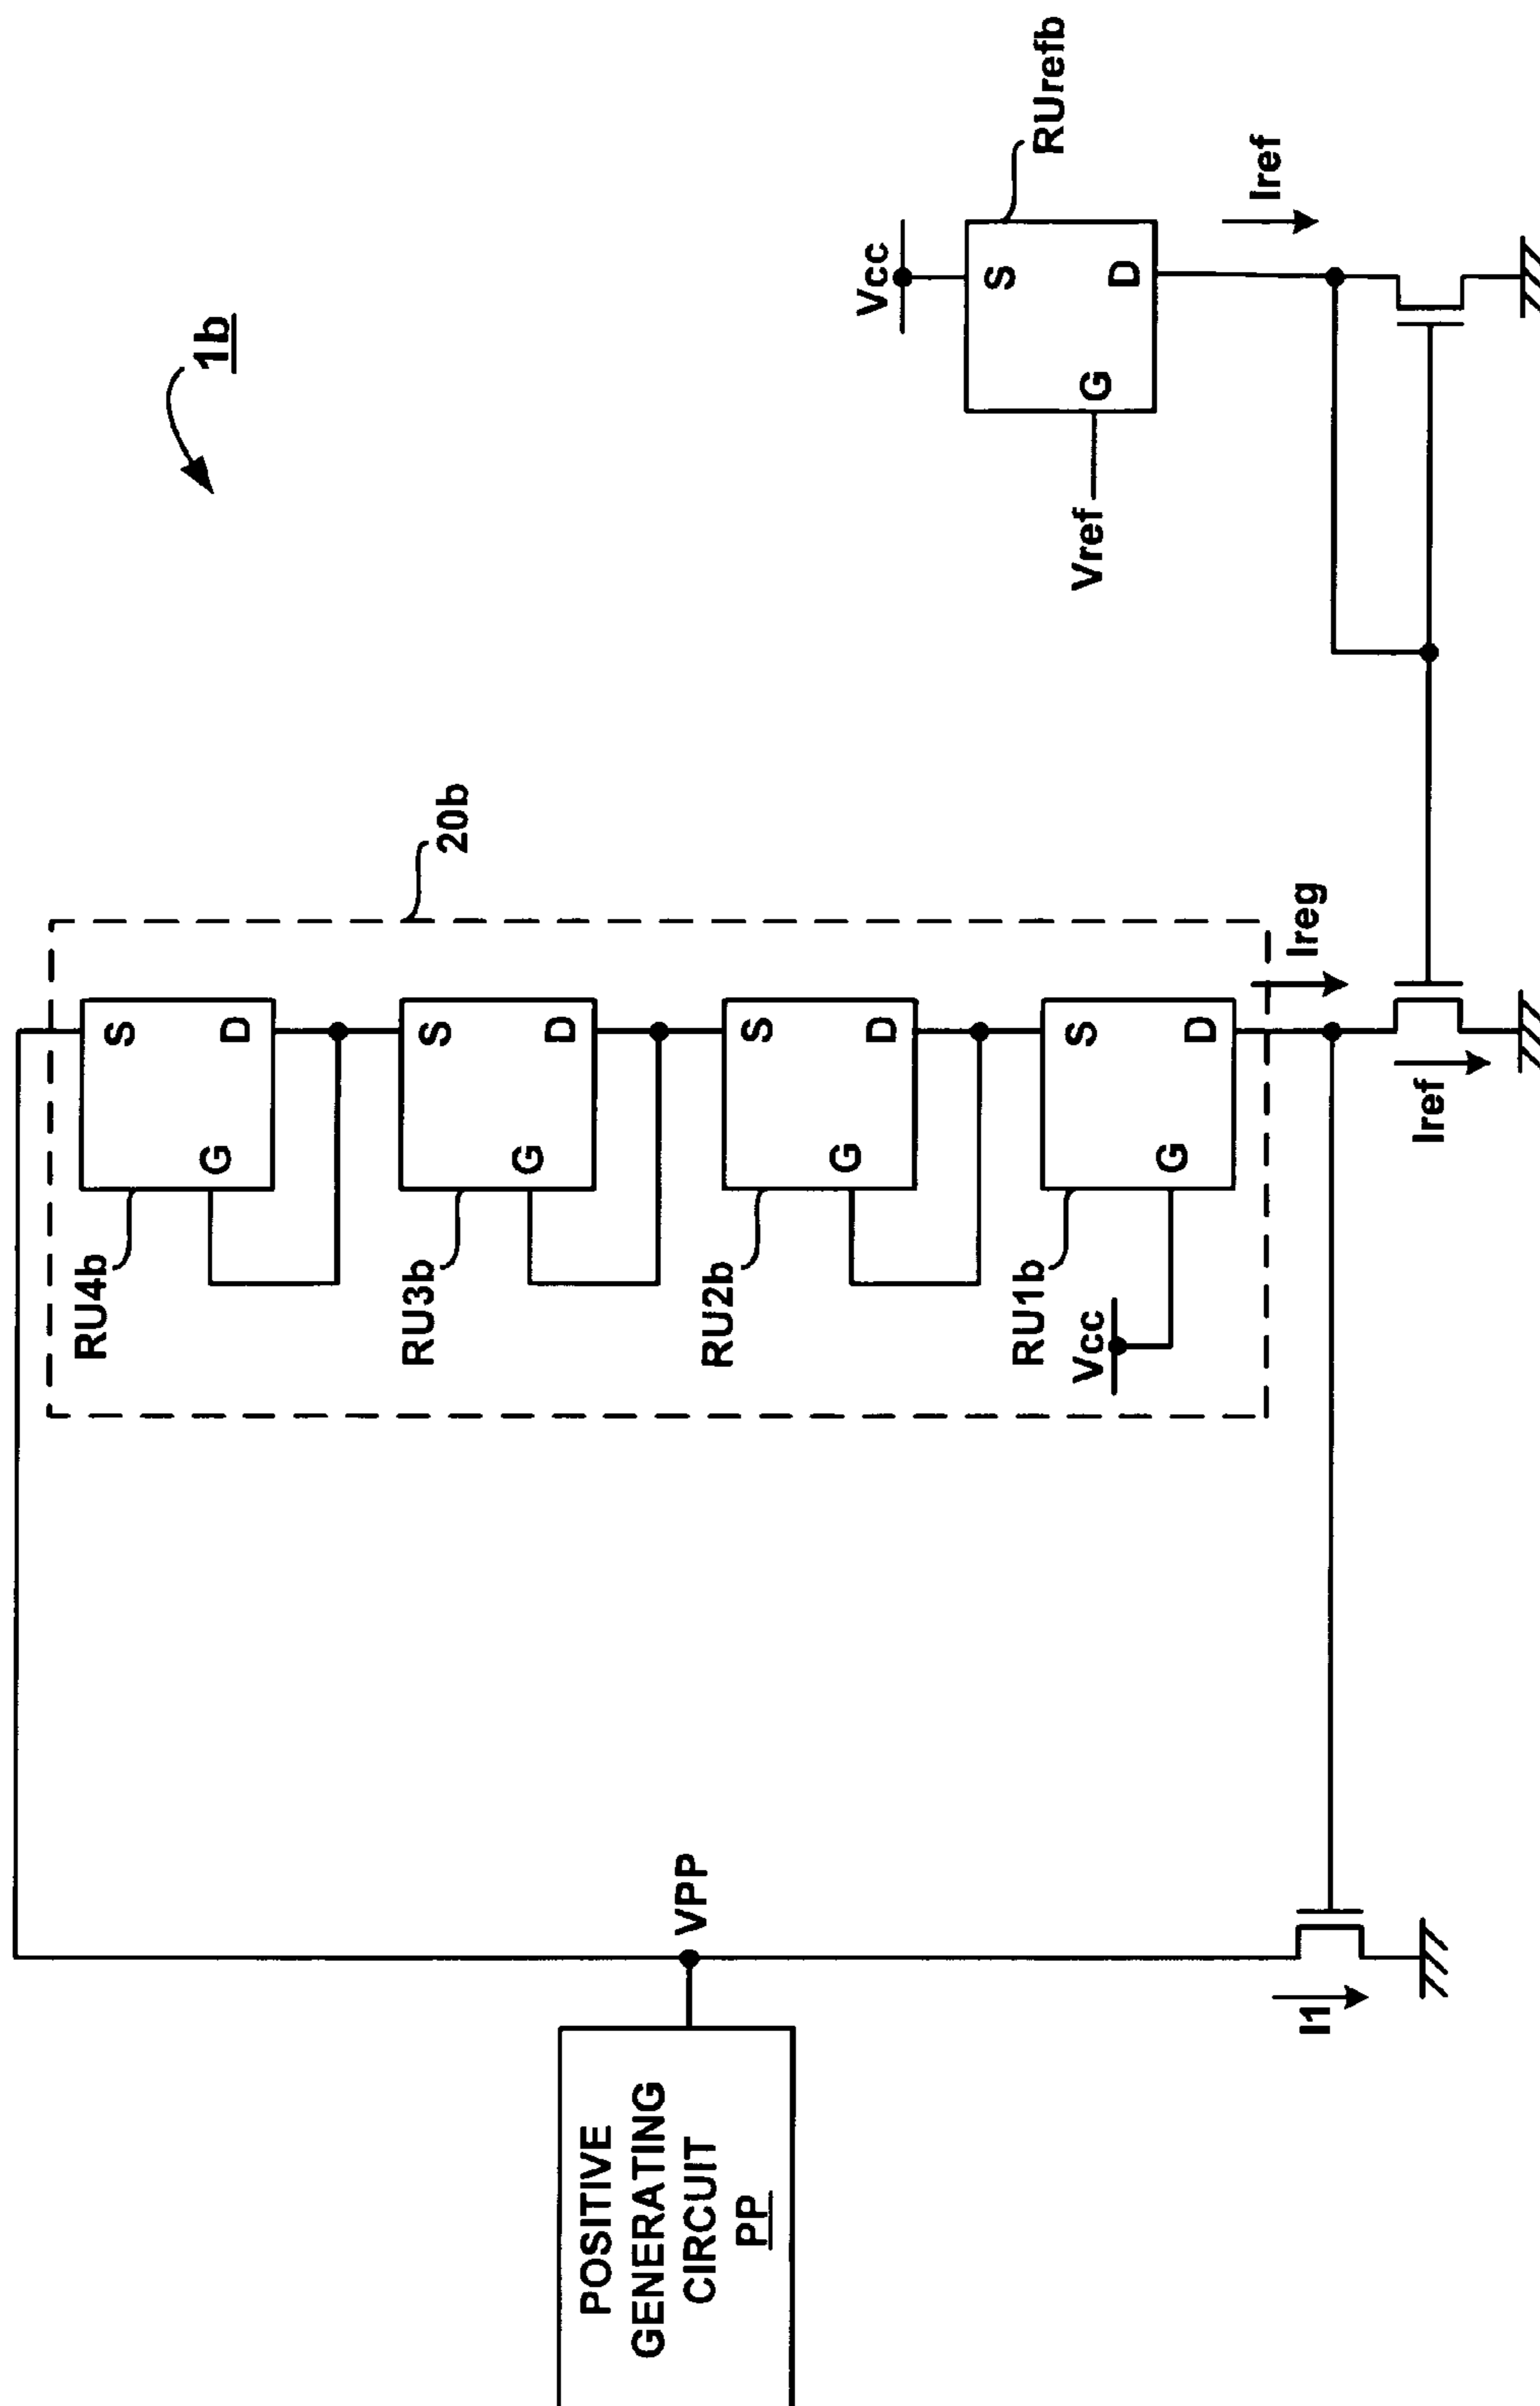 1b
20b
RU4b
S
G
D
RU3b
S
G
D
RU2b
S
G
D
RU1b
S
G
D
Vcc
Ireg
Iref
Vcc
S
G
D
RUrefb
Vref
Iref
VPP
POSITIVE
GENERATING
CIRCUIT
PP
I1